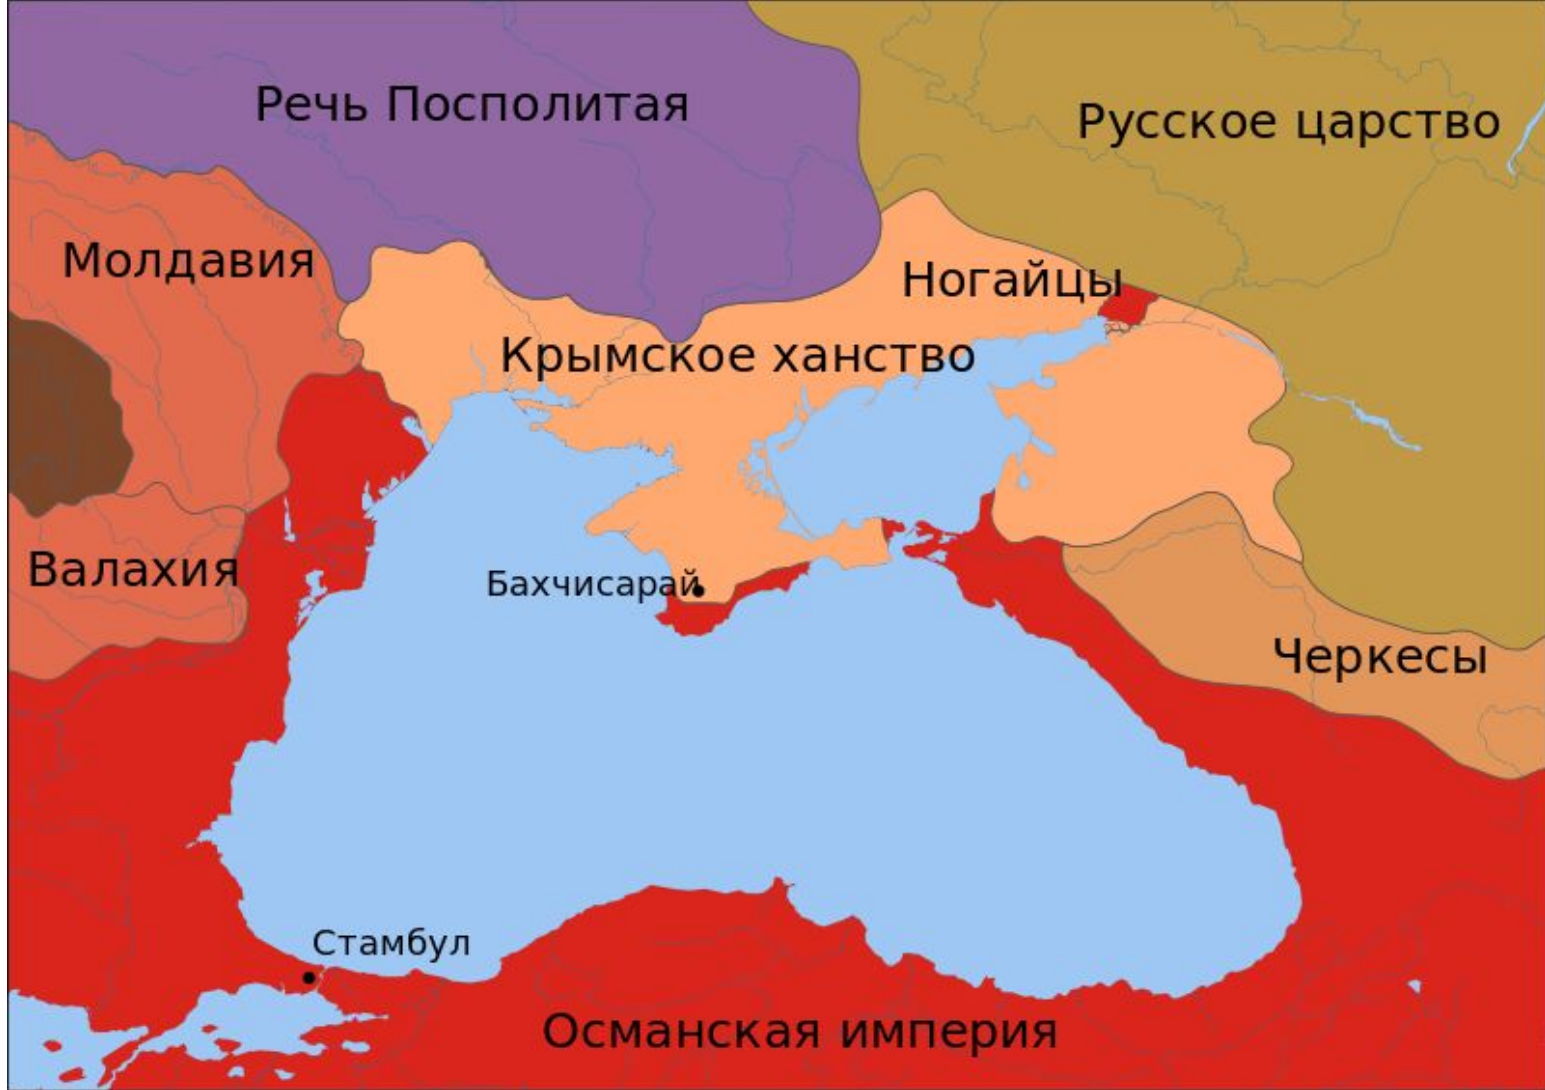 Речь Посполитая
Русское царство
Молдавия
Ногайцы
Крымское ханство
Валахия
Бахчисарай
Черкесы
Стамбул
Османская империя